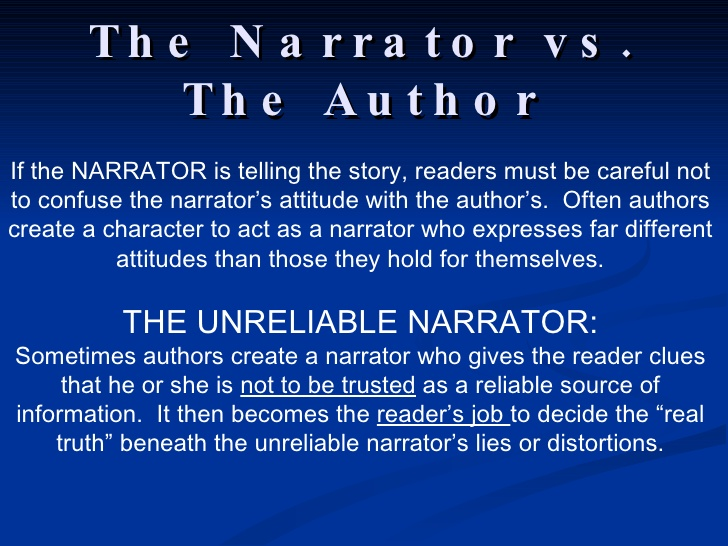 The Narrator vs.
The Author
If the NARRATOR is telling the story, readers must be careful not
to confuse the narrator’s attitude with the author’s.  Often authors
create a character to act as a narrator who expresses far different
attitudes than those they hold for themselves.
THE UNRELIABLE NARRATOR:
Sometimes authors create a narrator who gives the reader clues
that he or she is not to be trusted as a reliable source of
information.  It then becomes the reader’s job to decide the “real
truth” beneath the unreliable narrator’s lies or distortions.